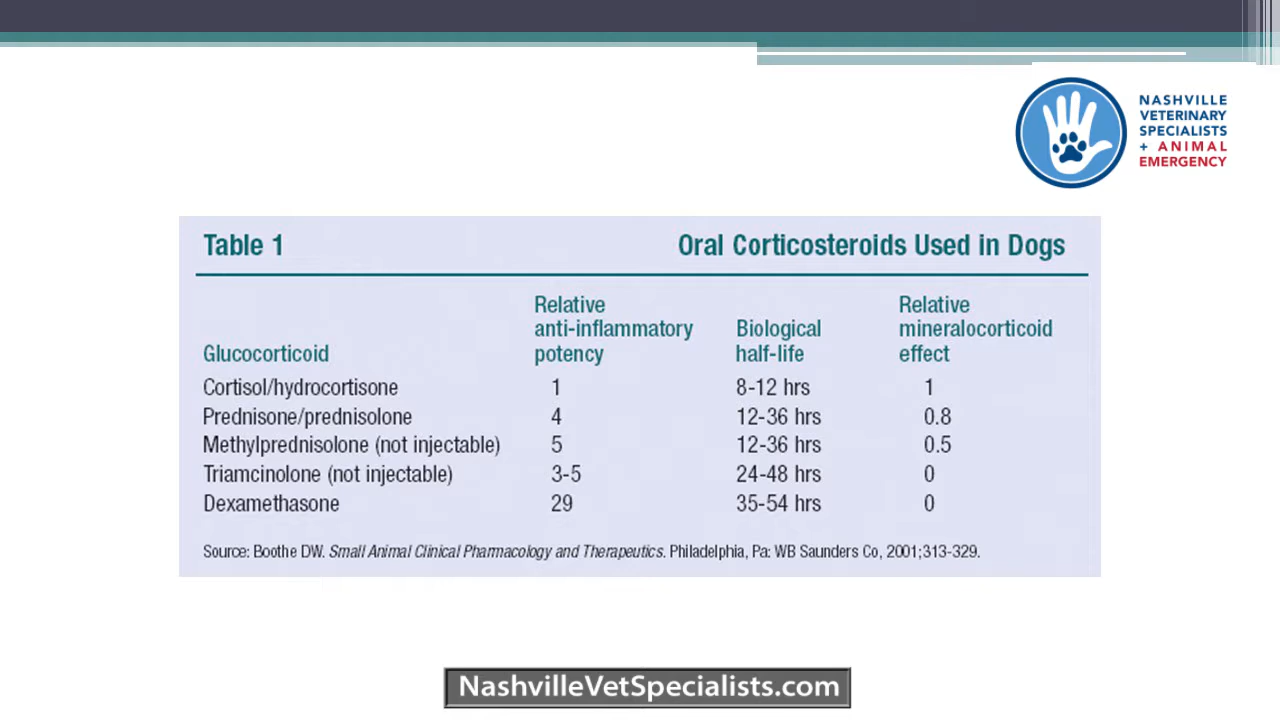 NASHVILLE
VETERINARY
SPECIALISTS
+ ANIMAL
EMERGENCY
Table 1 Oral Corticosteroids Used in Dogs
Glucocorticoid Relative anti-inflammatory potency Biological half-life Relative mineralocorticoid effect
Cortisol/hydrocortisone 1 8-12 hrs 1
Prednisone/prednisolone 4 12-36 hrs 0.8
Methylprednisolone (not injectable) 5 12-36 hrs 0.5
Triamcinolone (not injectable) 3-5 24-48 hrs 0
Dexamethasone 29 35-54 hrs 0
Source: Boothe DW. Small Animal Clinical Pharmacology and Therapeutics. Philadelphia, Pa: WB Saunders Co, 2001;313-329.
NashvilleVetSpecialists.com